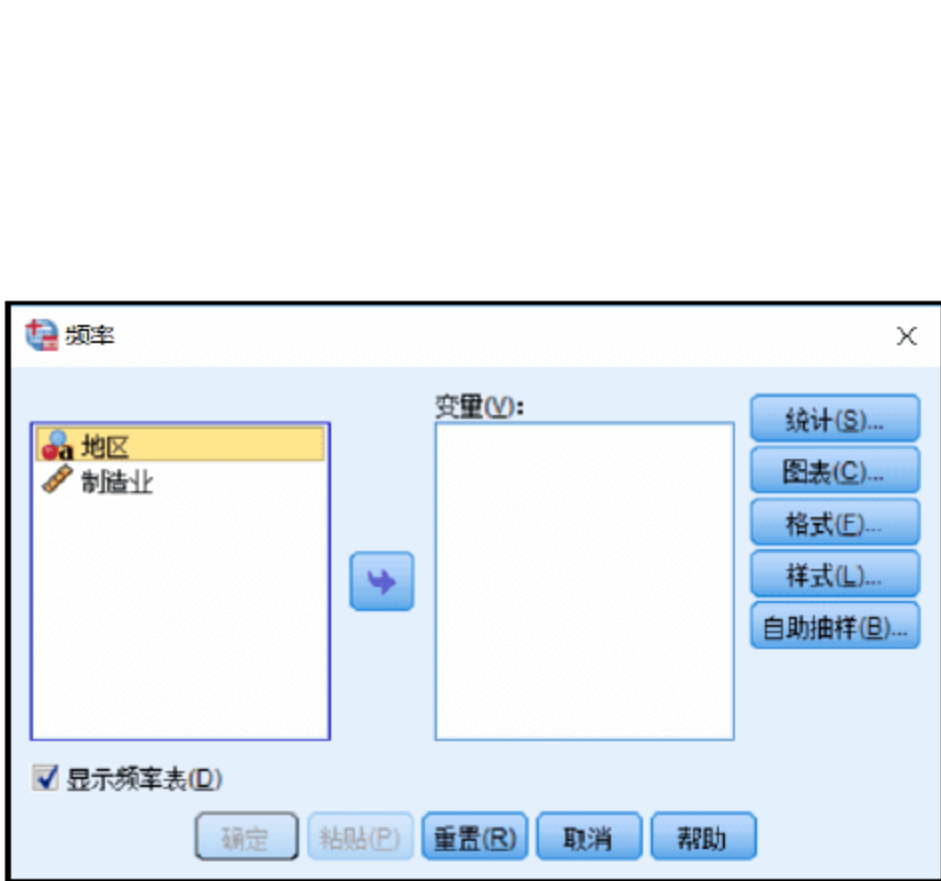 频率
变量(V):
地区
制造业
统计(S)...
图表(C)...
格式(F)...
样式(L)...
自助抽样(B)...
显示频率表(D)
确定 粘贴(P) 重置(R) 取消 帮助